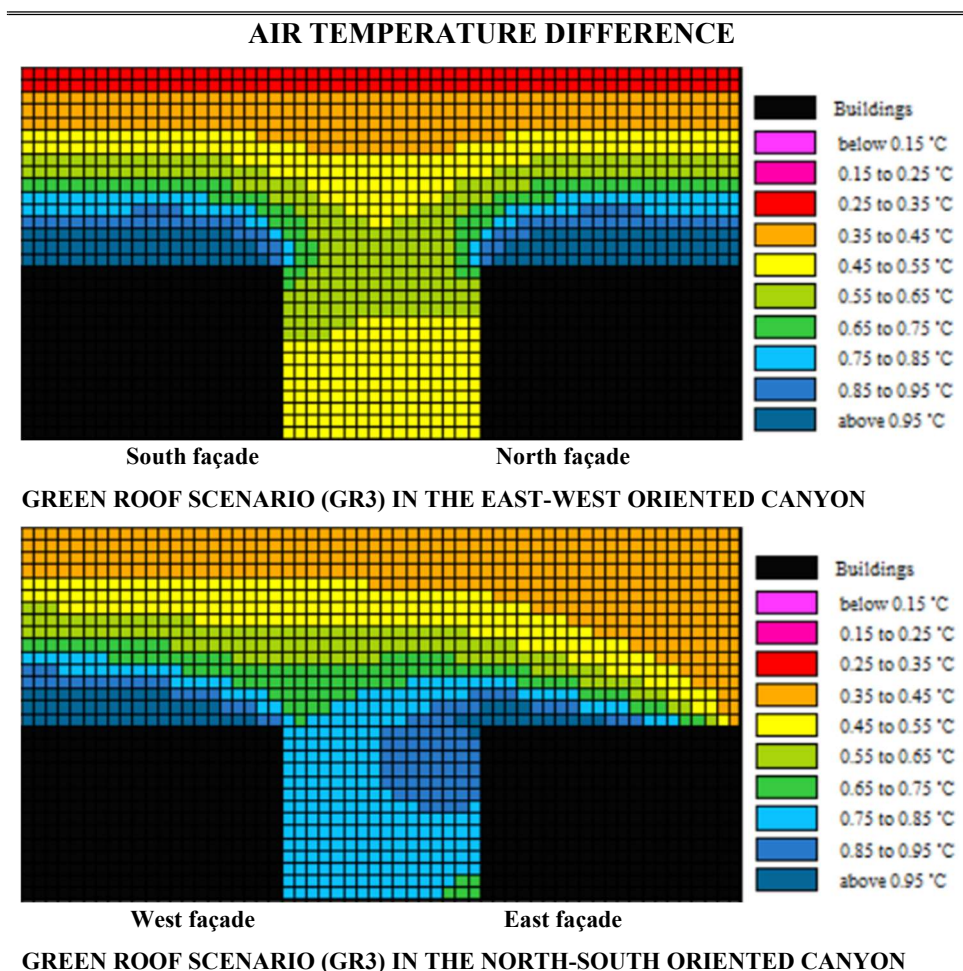 AIR TEMPERATURE DIFFERENCE
Buildings
below 0.15 °C
0.15 to 0.25 °C
0.25 to 0.35 °C
0.35 to 0.45 °C
0.45 to 0.55 °C
0.55 to 0.65 °C
0.65 to 0.75 °C
0.75 to 0.85 °C
0.85 to 0.95 °C
above 0.95 °C
South façade North façade
GREEN ROOF SCENARIO (GR3) IN THE EAST-WEST ORIENTED CANYON
Buildings
below 0.15 °C
0.15 to 0.25 °C
0.25 to 0.35 °C
0.35 to 0.45 °C
0.45 to 0.55 °C
0.55 to 0.65 °C
0.65 to 0.75 °C
0.75 to 0.85 °C
0.85 to 0.95 °C
above 0.95 °C
West façade East façade
GREEN ROOF SCENARIO (GR3) IN THE NORTH-SOUTH ORIENTED CANYON